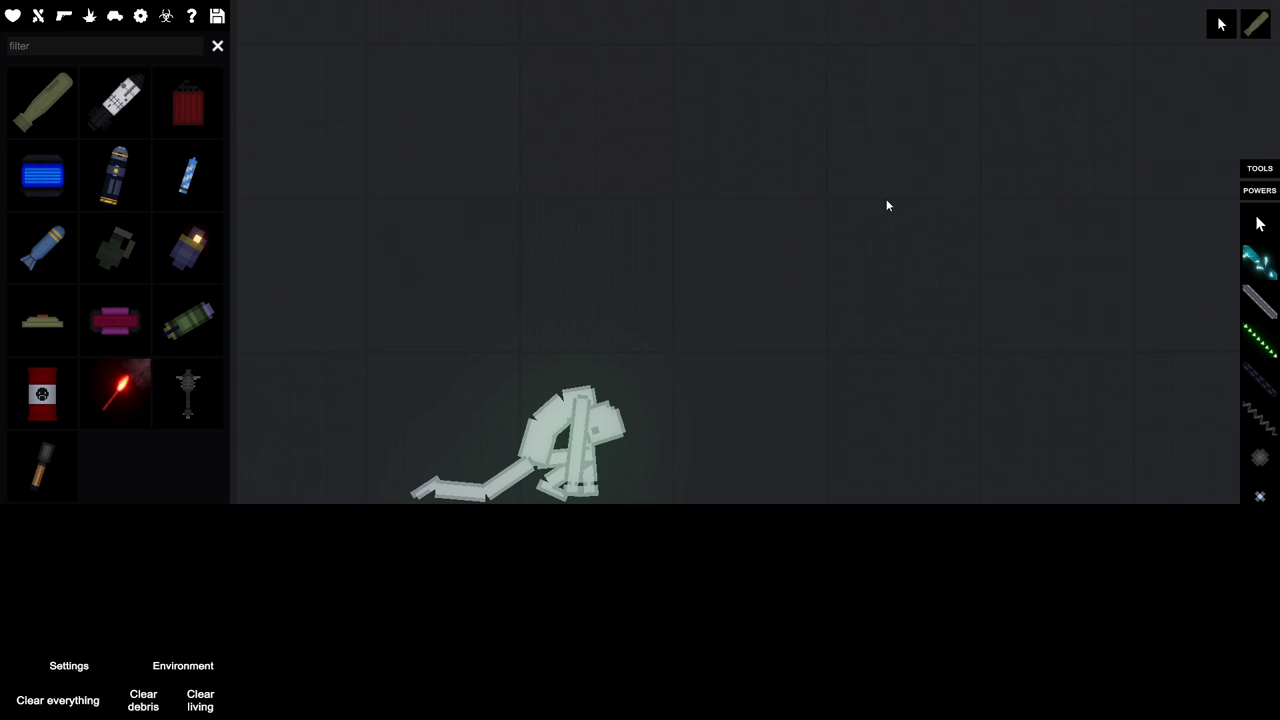 filter
TOOLS
POWERS
Settings
Environment
Clear everything
Clear
debris
Clear
living